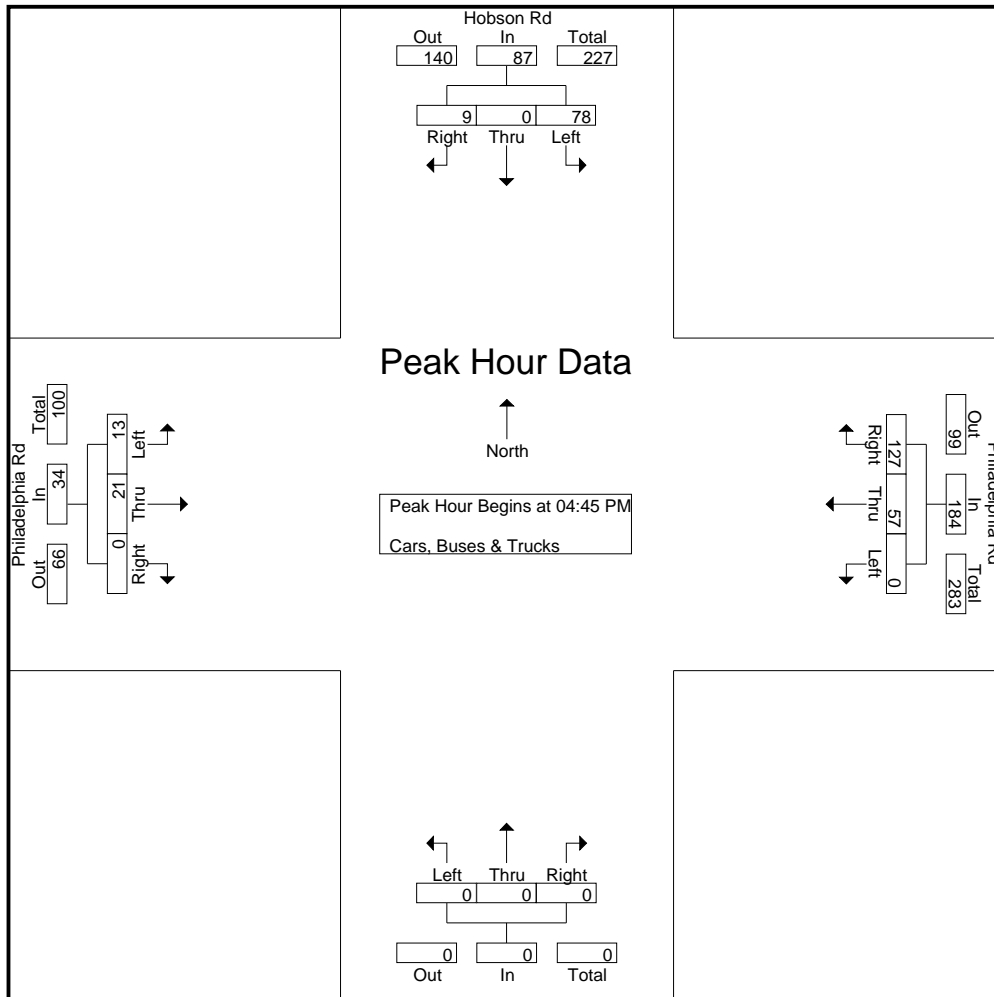 Hobson Rd
Out In Total
140 87 227
9 0 78
Right Thru Left
Peak Hour Data
North
Peak Hour Begins at 04:45 PM
Cars, Buses & Trucks
Philadelphia Rd
Total In Out
100 34 66
13 21 0
Left Thru Right
Right Thru Left
127 57 0
99 184 283
Out In Total
Philadelphia Rd
Left Thru Right
0 0 0
0 0 0
Out In Total